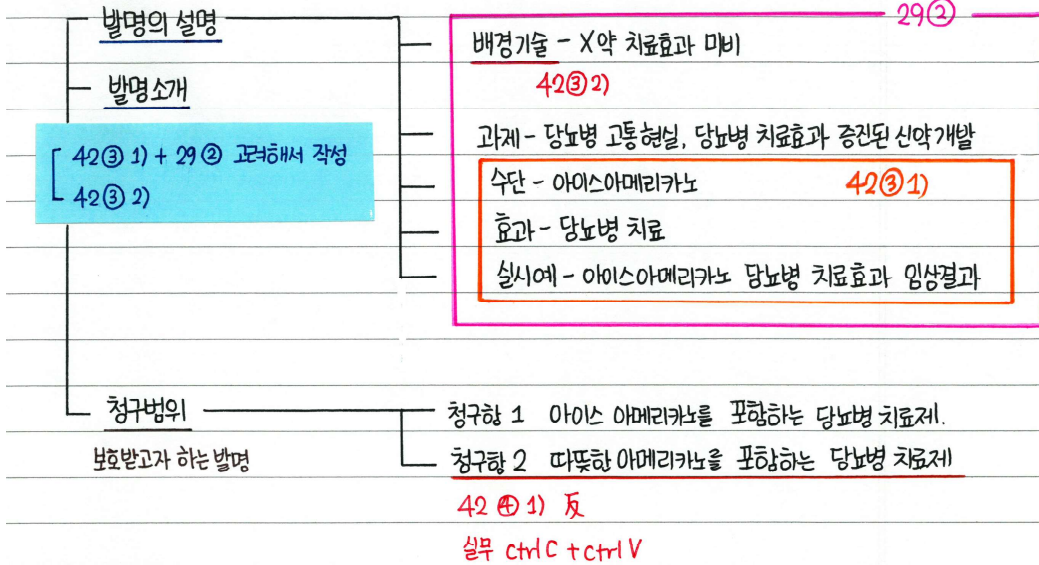 발명의 설명
29②
배경기술 - X약 치료효과 미비
42③2)
발명소개
42③ 1) + 29② 고려해서 작성
42③ 2)
과제 - 당뇨병 고통현실, 당뇨병 치료효과 증진된 신약개발
수단 - 아이스아메리카노 42③1)
효과 - 당뇨병 치료
실시예 - 아이스아메리카노 당뇨병 치료효과 임상결과
청구범위
보호받고자 하는 발명
청구항 1 아이스 아메리카노를 포함하는 당뇨병 치료제.
청구항 2 따뜻한 아메리카노를 포함하는 당뇨병 치료제
42④1) 反
실무 ctrl C + ctrl V